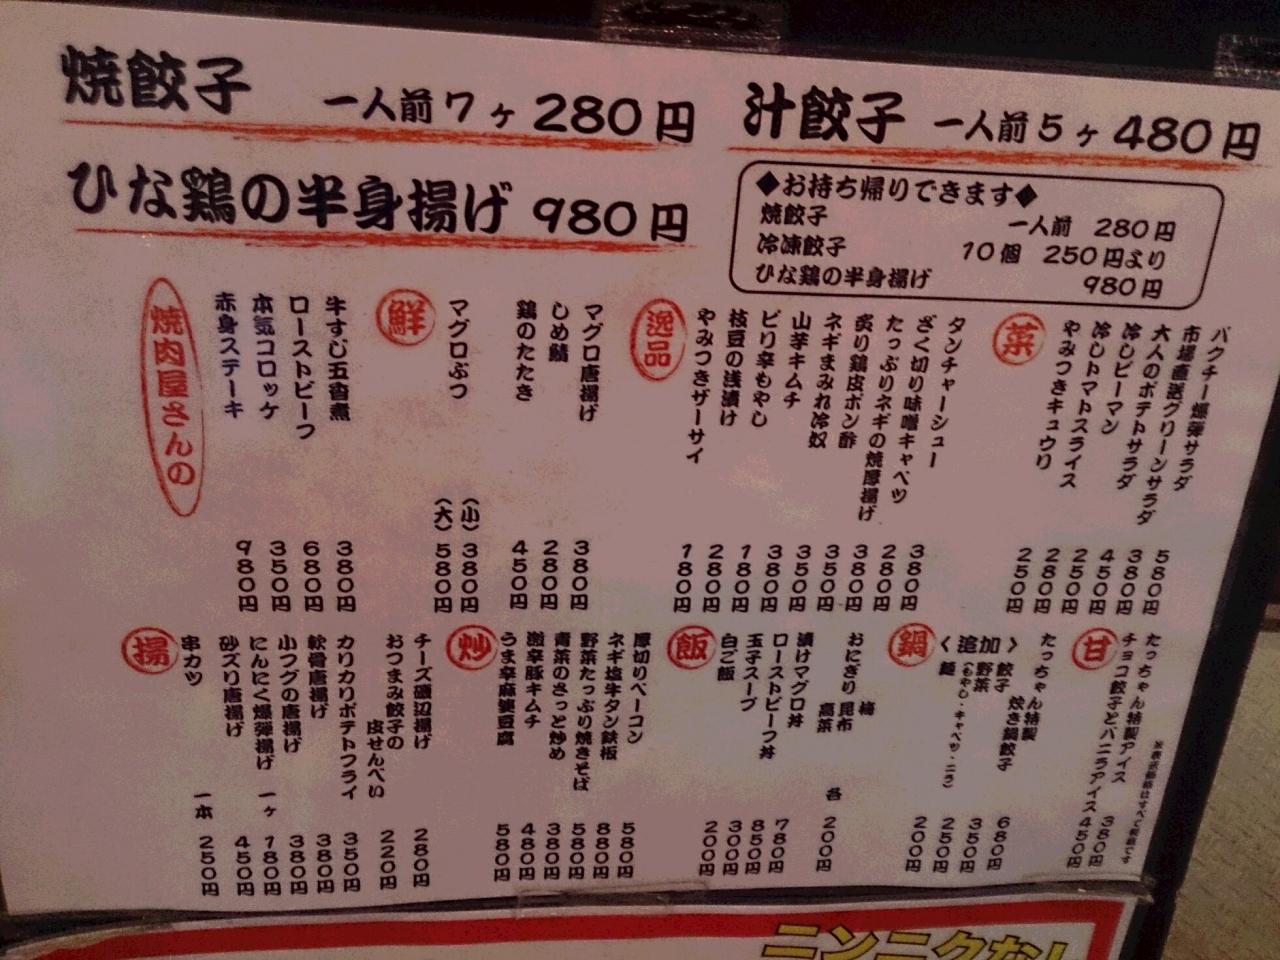 焼餃子 一人前7ヶ 280円
汁餃子 一人前5ヶ 480円
ひな鶏の半身揚げ 980円
◆お持ち帰りできます◆
焼餃子 一人前 280円
冷凍餃子 10個 250円より
ひな鶏の半身揚げ 980円
菜
パクチー爆弾サラダ 580円
市場直送グリーンサラダ 380円
大人のポテトサラダ 450円
冷しピーマン 250円
冷しトマトスライス 280円
やみつきキュウリ 250円
逸品
タンチャーシュー 380円
ざく切り味噌キャベツ 280円
たっぷりネギの焼厚揚げ 380円
炙り鶏皮ポン酢 350円
ネギまみれ冷奴 350円
山芋キムチ 380円
ピリ辛もやし 180円
枝豆の浅漬け 280円
やみつきザーサイ 180円
マグロ唐揚げ 380円
しめ鯖 280円
鶏のたたき 450円
鮮
マグロぶつ (小)380円
(大)580円
焼肉屋さんの
牛すじ五香煮 380円
ローストビーフ 680円
本気コロッケ 350円
赤身ステーキ 980円
甘
たっちゃん特製アイス 380円
チョコ餃子とバニラアイス 450円
鍋
たっちゃん特製
炊き鍋餃子 680円
〈追加〉
餃子 350円
野菜 250円
(もやし・キャベツ・ニラ)
麺 200円
飯
おにぎり 梅
昆布
高菜 各 200円
漬けマグロ丼 780円
ローストビーフ丼 850円
玉子スープ 300円
白ご飯 200円
炒
厚切りベーコン 580円
ネギ塩牛タン鉄板 880円
野菜たっぷり焼きそば 580円
青菜のさっと炒め 380円
激辛豚キムチ 480円
うま辛麻婆豆腐 580円
揚
チーズ磯辺揚げ 280円
おつまみ餃子の
皮せんべい 220円
カリカリポテトフライ 350円
軟骨唐揚げ 380円
小フグの唐揚げ 380円
にんにく爆弾揚げ 一ヶ 180円
砂ズリ唐揚げ 450円
串カツ 一本 250円
※表示価格はすべて税抜です
ニンニクなし